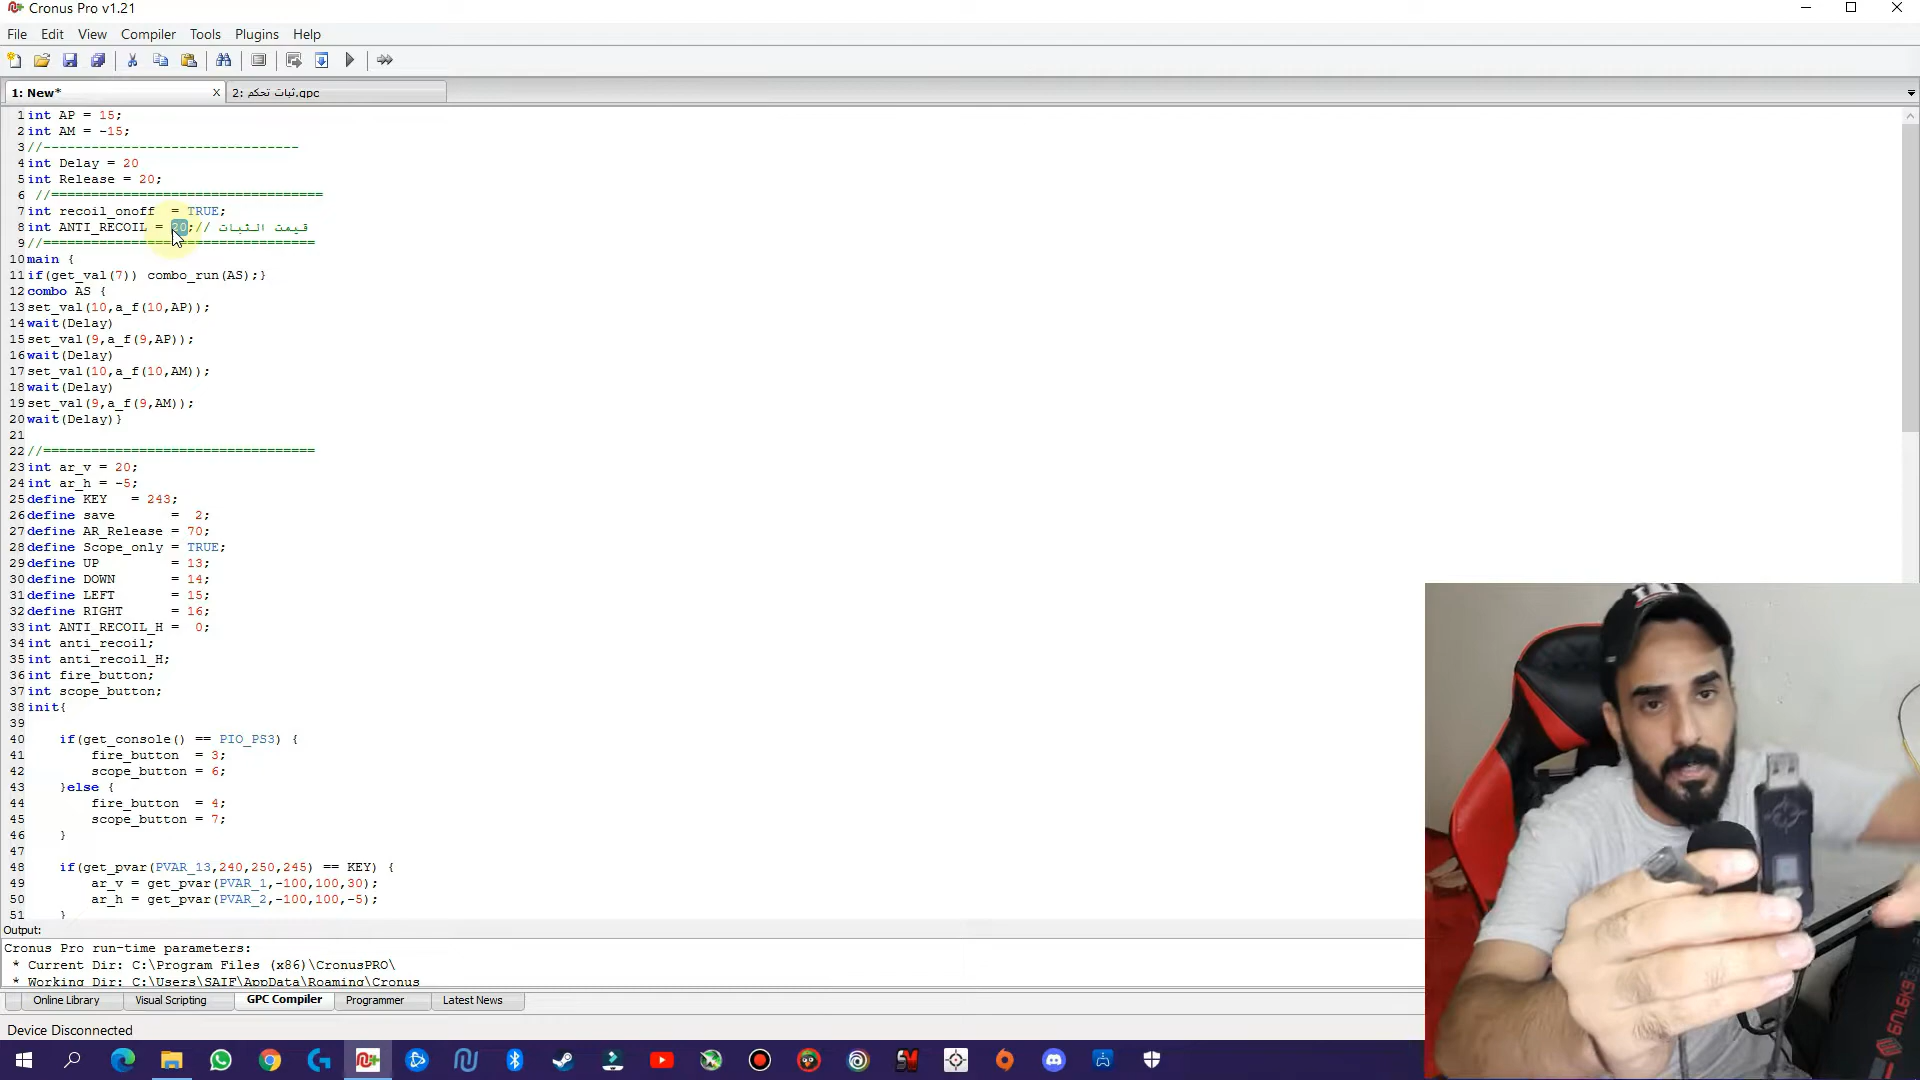 Cronus Pro v1.21
File Edit View Compiler Tools Plugins Help
1: New* x 2: ثبات تحكم.gpc
1 int AP = 15;
2 int AM = -15;
3 //--------------------------------
4 int Delay = 20
5 int Release = 20;
6 //==================================
7 int recoil_onoff = TRUE;
8 int ANTI_RECOIL = 20;// قيمت الثبات
9 //==================================
10 main {
11 if(get_val(7)) combo_run(AS);}
12 combo AS {
13 set_val(10,a_f(10,AP));
14 wait(Delay)
15 set_val(9,a_f(9,AP));
16 wait(Delay)
17 set_val(10,a_f(10,AM));
18 wait(Delay)
19 set_val(9,a_f(9,AM));
20 wait(Delay)}
21
22 //==================================
23 int ar_v = 20;
24 int ar_h = -5;
25 define KEY = 243;
26 define save = 2;
27 define AR_Release = 70;
28 define Scope_only = TRUE;
29 define UP = 13;
30 define DOWN = 14;
31 define LEFT = 15;
32 define RIGHT = 16;
33 int ANTI_RECOIL_H = 0;
34 int anti_recoil;
35 int anti_recoil_H;
36 int fire_button;
37 int scope_button;
38 init{
39
40 if(get_console() == PIO_PS3) {
41 fire_button = 3;
42 scope_button = 6;
43 }else {
44 fire_button = 4;
45 scope_button = 7;
46 }
47
48 if(get_pvar(PVAR_13,240,250,245) == KEY) {
49 ar_v = get_pvar(PVAR_1,-100,100,30);
50 ar_h = get_pvar(PVAR_2,-100,100,-5);
51 }
Output:
Cronus Pro run-time parameters:
* Current Dir: C:\Program Files (x86)\CronusPRO\
* Working Dir: C:\Users\SAIF\AppData\Roaming\Cronus
Online Library Visual Scripting GPC Compiler Programmer Latest News
Device Disconnected